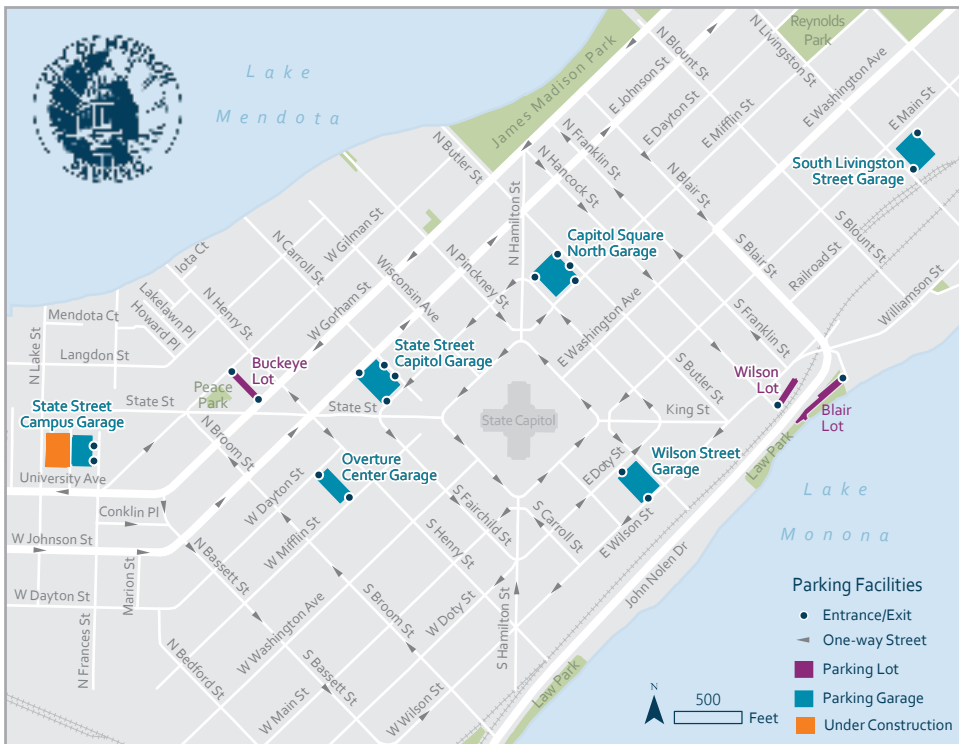 CITY OF MADISON
PARKING
Lake
Mendota
James Madison Park
Reynolds
Park
N Blount St
N Livingston St
E Washington Ave
E Johnson St
E Dayton St
E Mifflin St
E Main St
N Butler St
N Franklin St
N Hancock St
N Blair St
South Livingston
Street Garage
N Hamilton St
W Gilman St
N Carroll St
Iota Ct
N Pinckney St
Wisconsin Ave
Capitol Square
North Garage
S Blair St
S Blount St
Railroad St
Williamson St
Lakelawn Pl
Howard Pl
N Henry St
W Gorham St
Mendota Ct
Langdon St
N Lake St
E Washington Ave
S Franklin St
State Street
Capitol Garage
Buckeye
Lot
S Butler St
Wilson
Lot
Blair
Lot
Peace
Park
State St
State St
State Capitol
King St
State Street
Campus Garage
N Broom St
Law Park
University Ave
Overture
Center Garage
Wilson Street
Garage
E Doty St
W Dayton St
Conklin Pl
S Fairchild St
S Carroll St
E Wilson St
Lake
Monona
W Johnson St
W Mifflin St
S Henry St
John Nolen Dr
N Bassett St
Marion St
W Dayton St
W Doty St
S Broom St
S Hamilton St
N Frances St
W Washington Ave
N Bedford St
S Bassett St
W Main St
W Wilson St
Law Park
Parking Facilities
Entrance/Exit
One-way Street
Parking Lot
Parking Garage
Under Construction
N
500
Feet